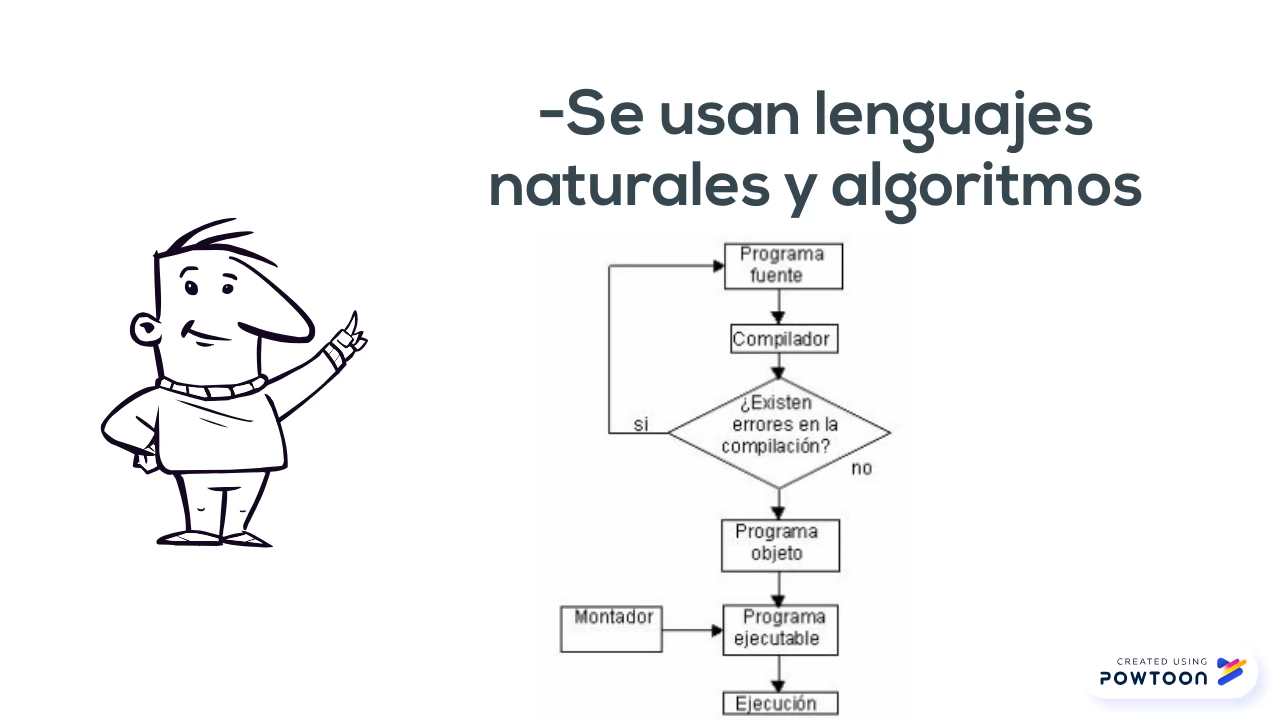 -Se usan lenguajes
naturales y algoritmos
Programa
fuente
Compilador
¿Existen
errores en la
compilación?
si
no
Programa
objeto
Montador
Programa
ejecutable
Ejecución
CREATED USING
POWTOON